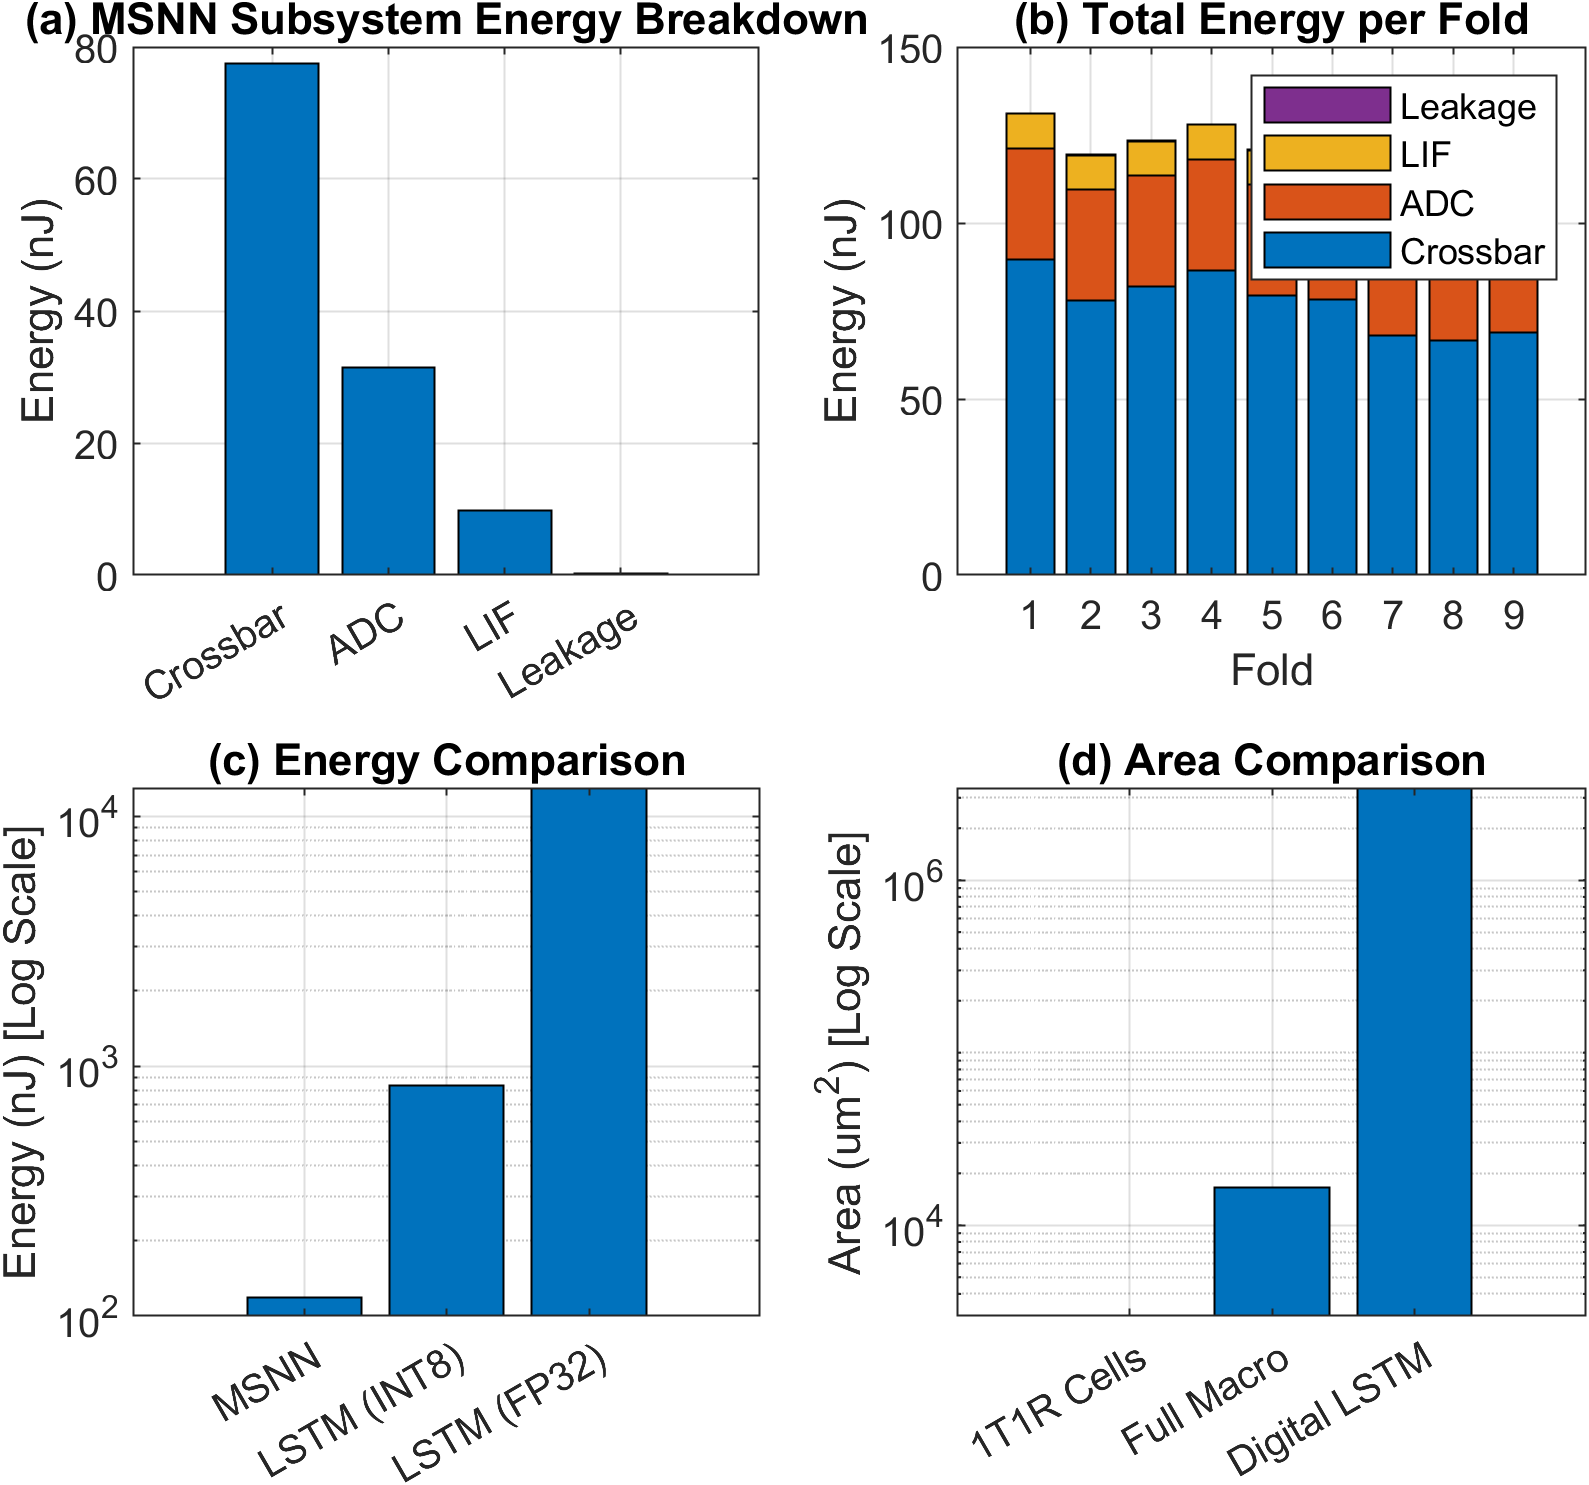 (a) MSNN Subsystem Energy Breakdown
80
60
40
20
0
Energy (nJ)
Crossbar
ADC
LIF
Leakage
(b) Total Energy per Fold
150
100
50
0
Energy (nJ)
Leakage
LIF
ADC
Crossbar
1 2 3 4 5 6 7 8 9
Fold
(c) Energy Comparison
10^4
10^3
10^2
Energy (nJ) [Log Scale]
MSNN
LSTM (INT8)
LSTM (FP32)
(d) Area Comparison
10^6
10^4
Area (um^2) [Log Scale]
1T1R Cells
Full Macro
Digital LSTM